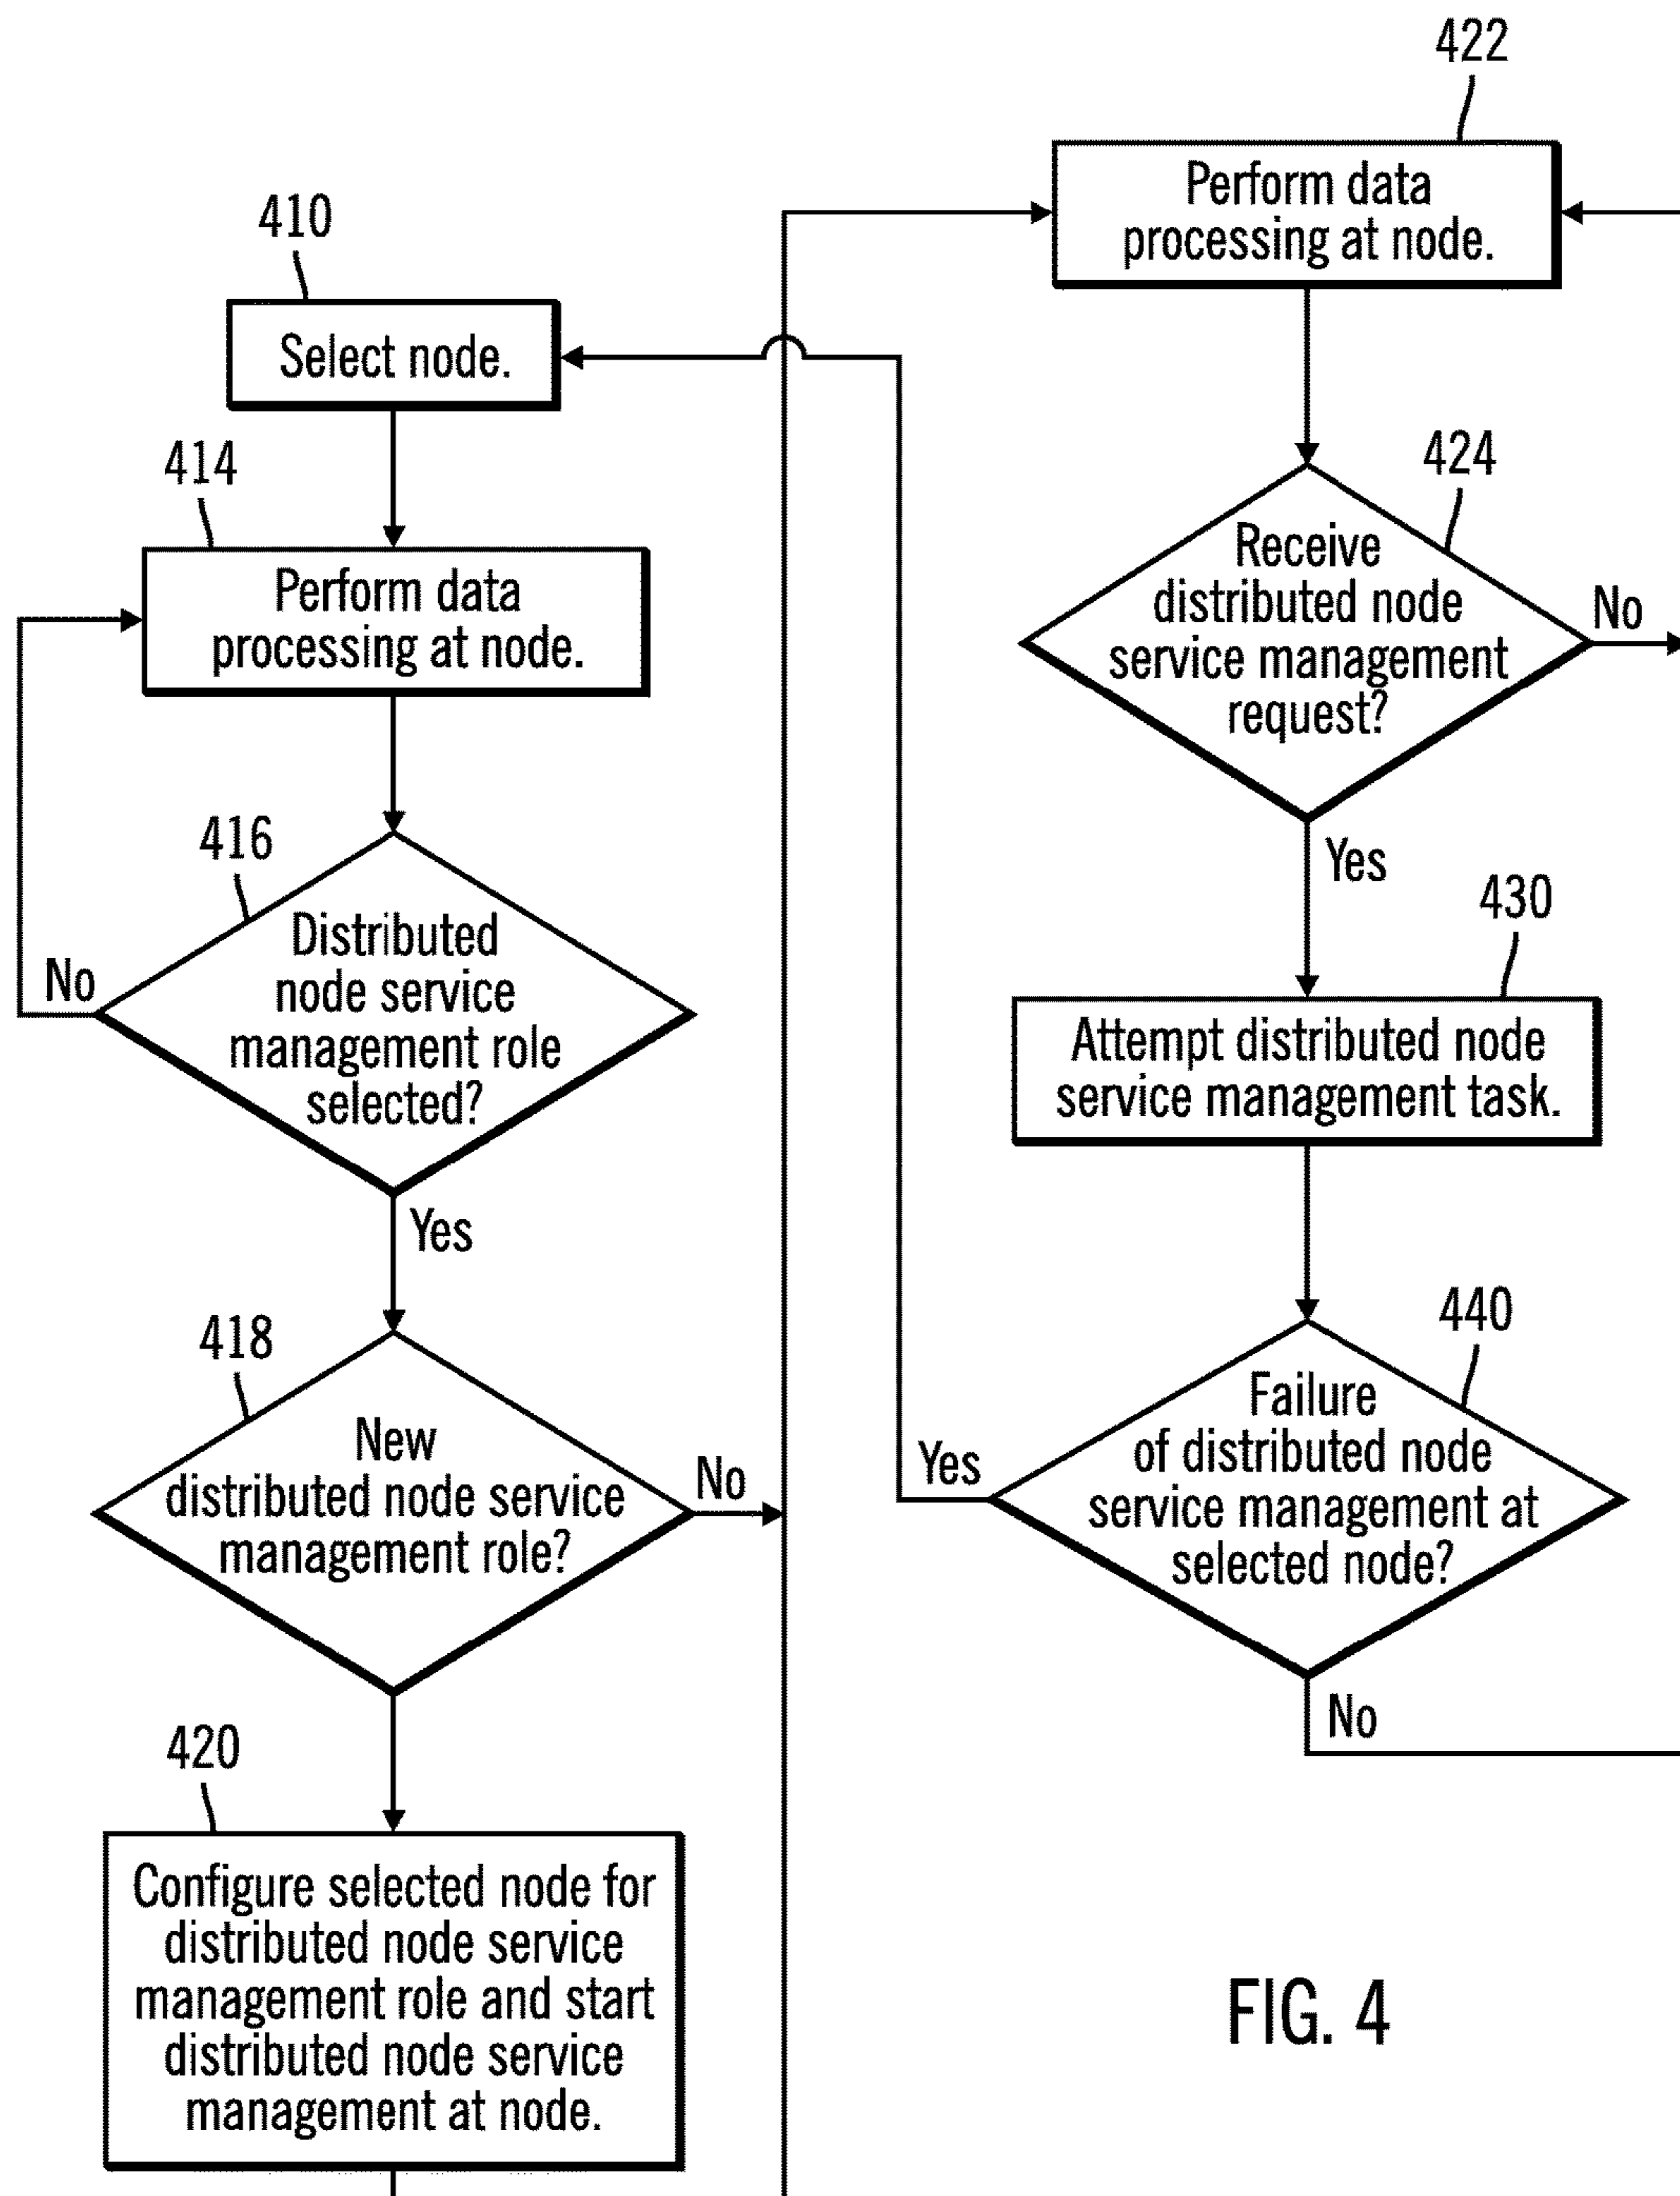 410
Select node.
414
Perform data
processing at node.
416
Distributed
node service
management role
selected?
No
Yes
418
New
distributed node service
management role?
No
420
Configure selected node for
distributed node service
management role and start
distributed node service
management at node.
422
Perform data
processing at node.
424
Receive
distributed node
service management
request?
No
Yes
430
Attempt distributed node
service management task.
440
Failure
of distributed node
service management at
selected node?
Yes
No
FIG. 4